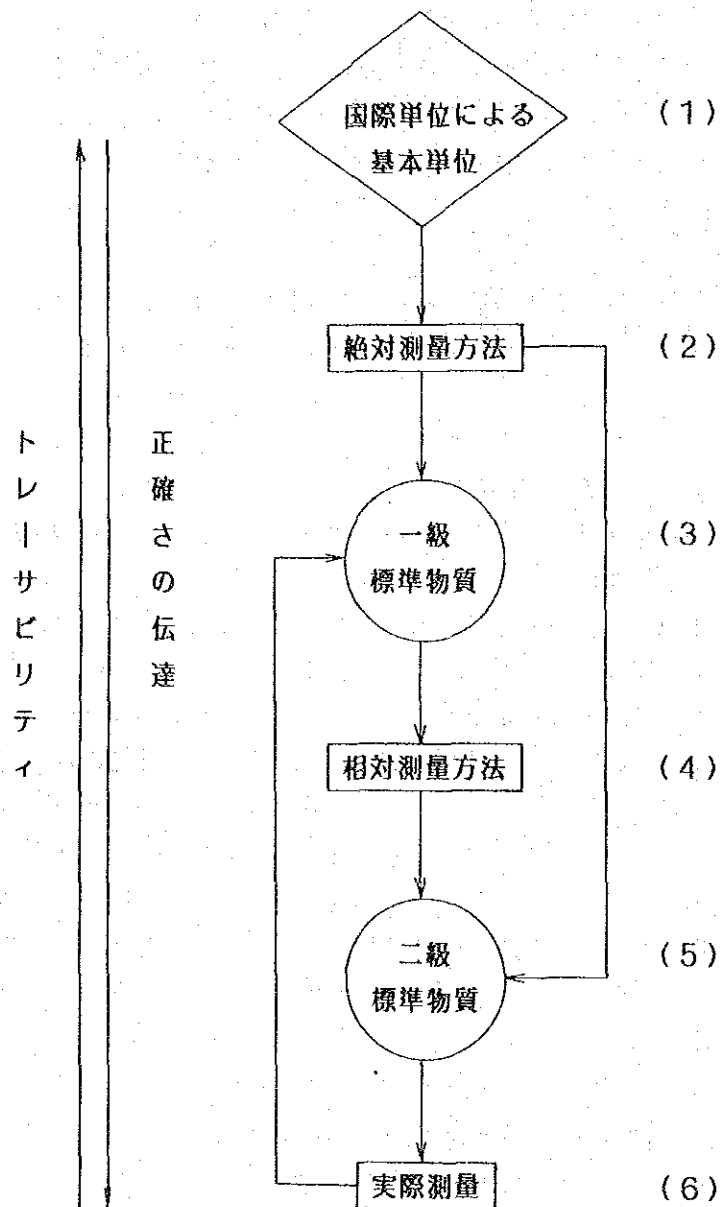 国際単位による
基本単位
(1)
絶対測量方法
(2)
トレーサビリティ
正確さの伝達
一級
標準物質
(3)
相対測量方法
(4)
二級
標準物質
(5)
実際測量
(6)